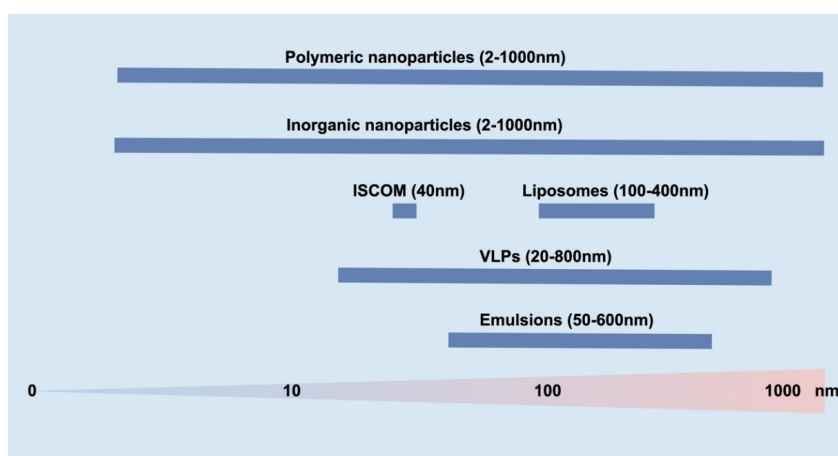 Polymeric nanoparticles (2-1000nm)
Inorganic nanoparticles (2-1000nm)
ISCOM (40nm) Liposomes (100-400nm)
VLPs (20-800nm)
Emulsions (50-600nm)
0 10 100 1000 nm